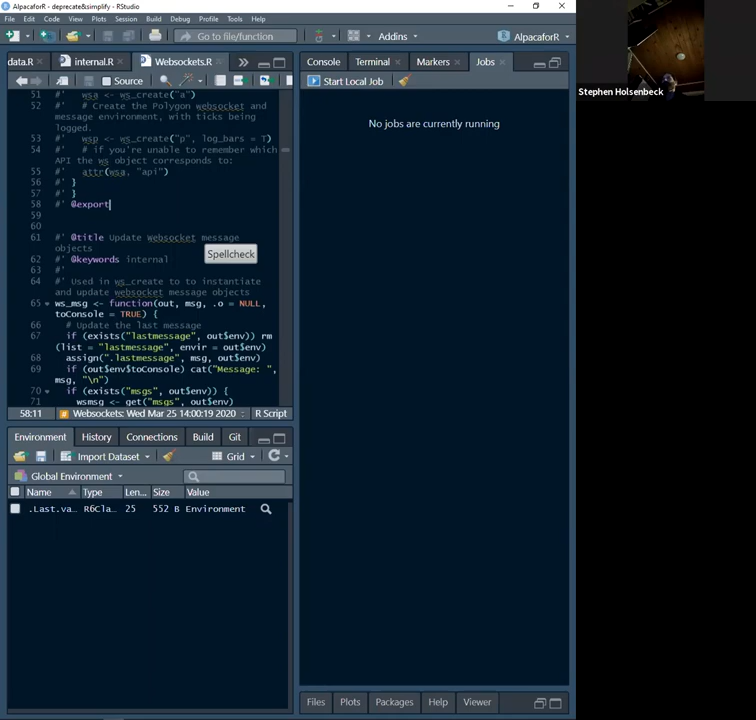 AlpacaforR - deprecate&simplify - RStudio
File Edit Code View Plots Session Build Debug Profile Tools Help
Go to file/function Addins AlpacaforR
data.R internal.R Websockets.R
Source
51 #' wsa <- ws_create("a")
52 #' # Create the Polygon websocket and
message environment, with ticks being
logged.
53 #' wsp <- ws_create("p", log_bars = T)
54 #' # if you're unable to remember which
API the ws object corresponds to:
55 #' attr(wsa, "api")
56 #' }
57 #' }
58 #' @export
59
60
61 #' @title Update Websocket message
objects
62 #' @keywords internal
63 #'
64 #' Used in ws_create to to instantiate
and update websocket message objects
65 ws_msg <- function(out, msg, .o = NULL,
toConsole = TRUE) {
66 # Update the last message
67 if (exists("lastmessage", out$env)) rm
(list = "lastmessage", envir = out$env)
68 assign(".lastmessage", msg, out$env)
69 if (out$env$toConsole) cat("Message: ",
msg, "\n")
70 if (exists("msgs", out$env)) {
71 wsmsg <- get("msgs", out$env)
Spellcheck
58:11 Websockets: Wed Mar 25 14:00:19 2020 : R Script
Environment History Connections Build Git
Import Dataset Grid
Global Environment
Name Type Len... Size Value
.Last.va... R6Cla... 25 552 B Environment
Console Terminal Markers Jobs
Start Local Job
No jobs are currently running
Files Plots Packages Help Viewer
Stephen Holsenbeck